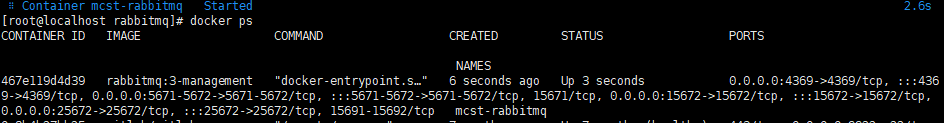 ⠿ Container mcst-rabbitmq   Started   2.6s
[root@localhost rabbitmq]# docker ps
CONTAINER ID   IMAGE   COMMAND   CREATED   STATUS   PORTS
NAMES
467e119d4d39   rabbitmq:3-management   "docker-entrypoint.s…"   6 seconds ago   Up 3 seconds   0.0.0.0:4369->4369/tcp, :::436
9->4369/tcp, 0.0.0.0:5671-5672->5671-5672/tcp, :::5671-5672->5671-5672/tcp, 15671/tcp, 0.0.0.0:15672->15672/tcp, :::15672->15672/tcp,
0.0.0.0:25672->25672/tcp, :::25672->25672/tcp, 15691-15692/tcp   mcst-rabbitmq